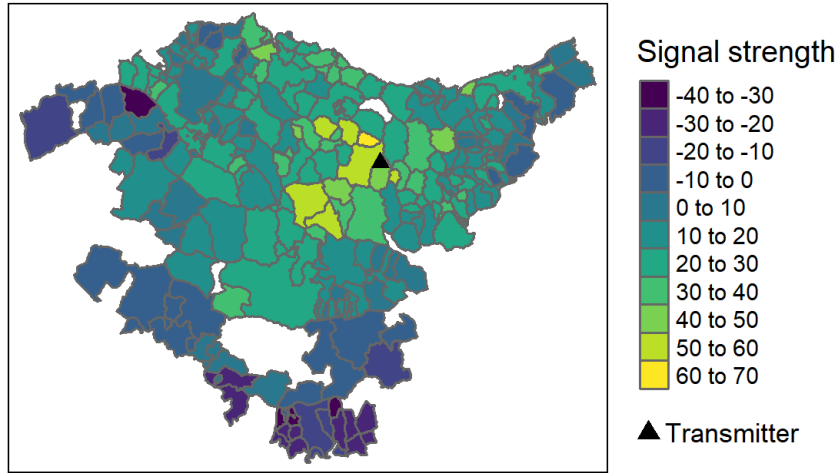 Signal strength
-40 to -30
-30 to -20
-20 to -10
-10 to 0
0 to 10
10 to 20
20 to 30
30 to 40
40 to 50
50 to 60
60 to 70
Transmitter